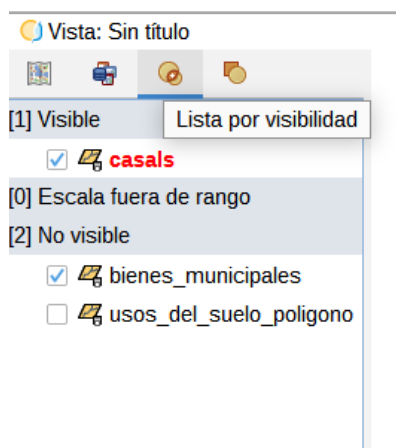 Vista: Sin título
[1] Visible
Lista por visibilidad
casals
[0] Escala fuera de rango
[2] No visible
bienes_municipales
usos_del_suelo_poligono